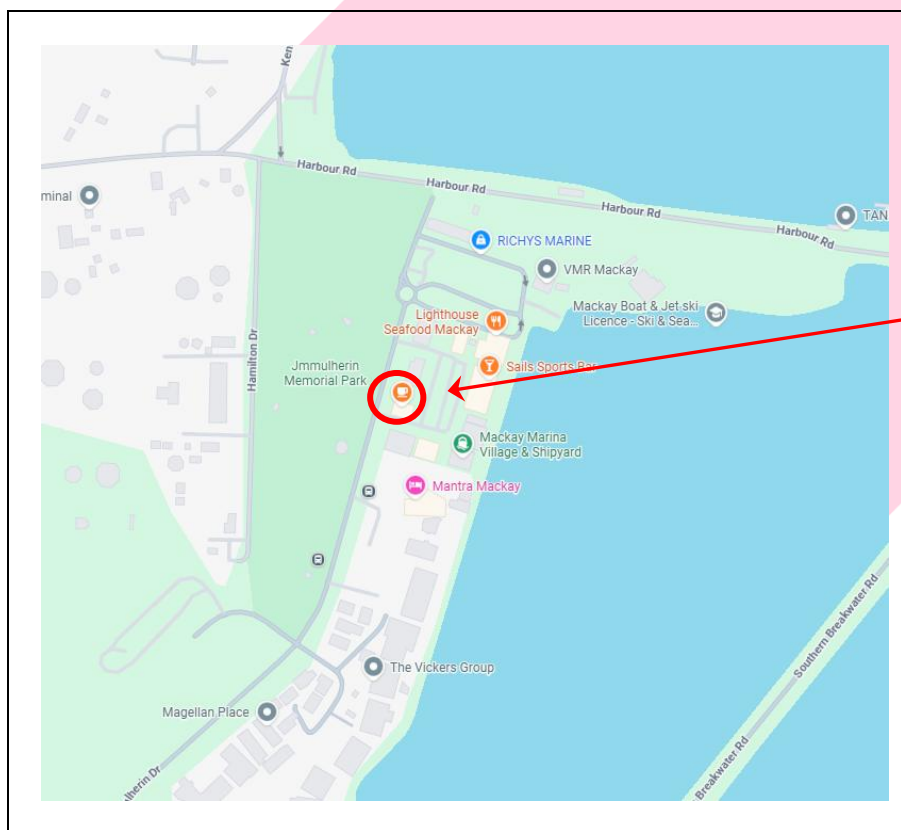 Ken
Harbour Rd
Harbour Rd
Harbour Rd
Harbour Rd
minal
TAN
RICHYS MARINE
VMR Mackay
Mackay Boat & Jet ski
Licence - Ski & Sea...
Lighthouse
Seafood Mackay
Hamilton Dr
Jmmulherin
Memorial Park
Sails Sports Bar
Mackay Marina
Village & Shipyard
Mantra Mackay
Southern Breakwater Rd
The Vickers Group
Magellan Place
alherin Dr
Breakwater Rd